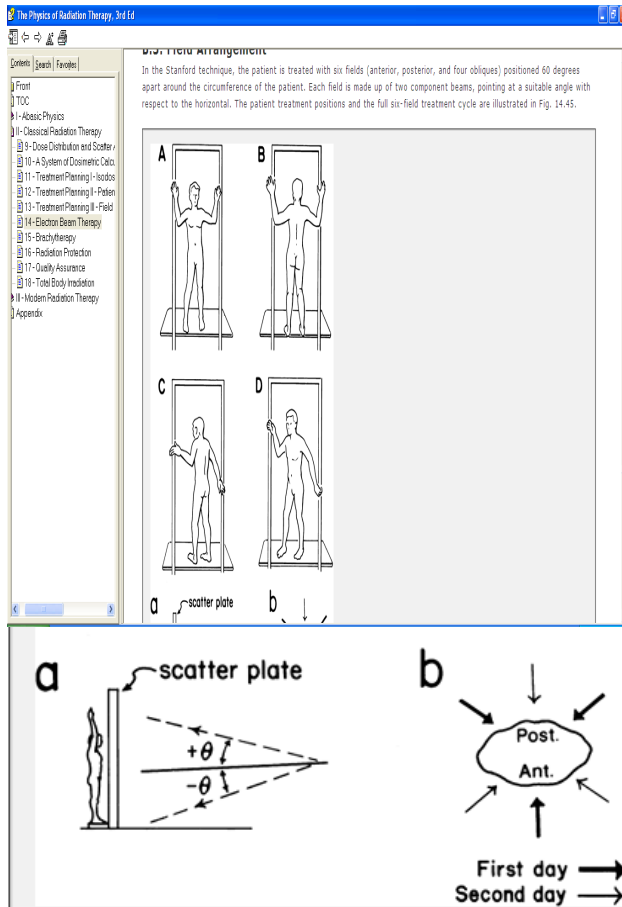 The Physics of Radiation Therapy, 3rd Ed
Contents Search Favorites
Front
TOC
I - Abasic Physics
II - Classical Radiation Therapy
9 - Dose Distribution and Scatter
10 - A System of Dosimetric Calcu
11 - Treatment Planning I - Isodos
12 - Treatment Planning II - Patien
13 - Treatment Planning III - Field
14 - Electron Beam Therapy
15 - Brachytherapy
16 - Radiation Protection
17 - Quality Assurance
18 - Total Body Irradiation
III - Modern Radiation Therapy
Appendix
D.3. Field Arrangement
In the Stanford technique, the patient is treated with six fields (anterior, posterior, and four obliques) positioned 60 degrees
apart around the circumference of the patient. Each field is made up of two component beams, pointing at a suitable angle with
respect to the horizontal. The patient treatment positions and the full six-field treatment cycle are illustrated in Fig. 14.45.
A B
C D
a scatter plate b
a scatter plate
+θ
-θ
b
Post.
Ant.
First day
Second day